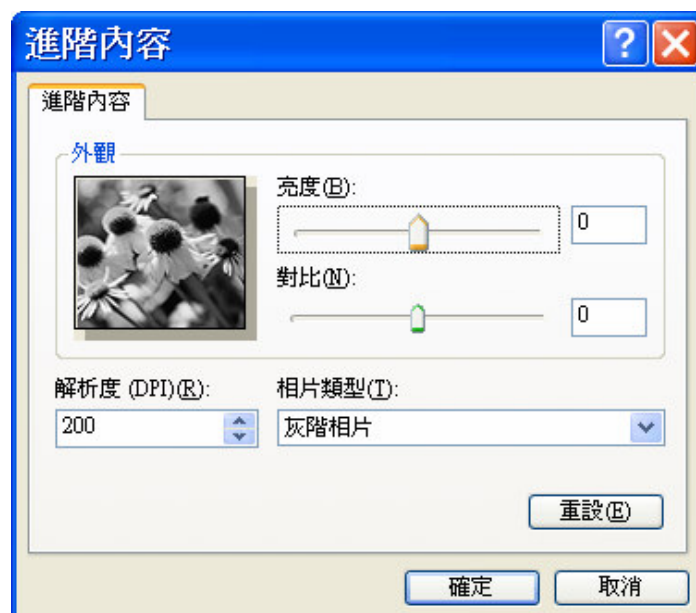 進階內容
進階內容
外觀
亮度(B):
0
對比(N):
0
解析度 (DPI)(R):
相片類型(T):
200
灰階相片
重設(E)
確定
取消